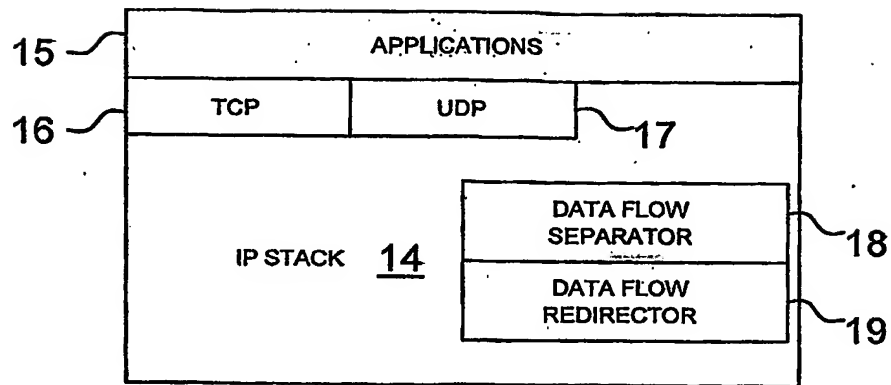 15
APPLICATIONS
16
TCP
UDP
17
DATA FLOW
SEPARATOR
18
IP STACK 14
DATA FLOW
REDIRECTOR
19